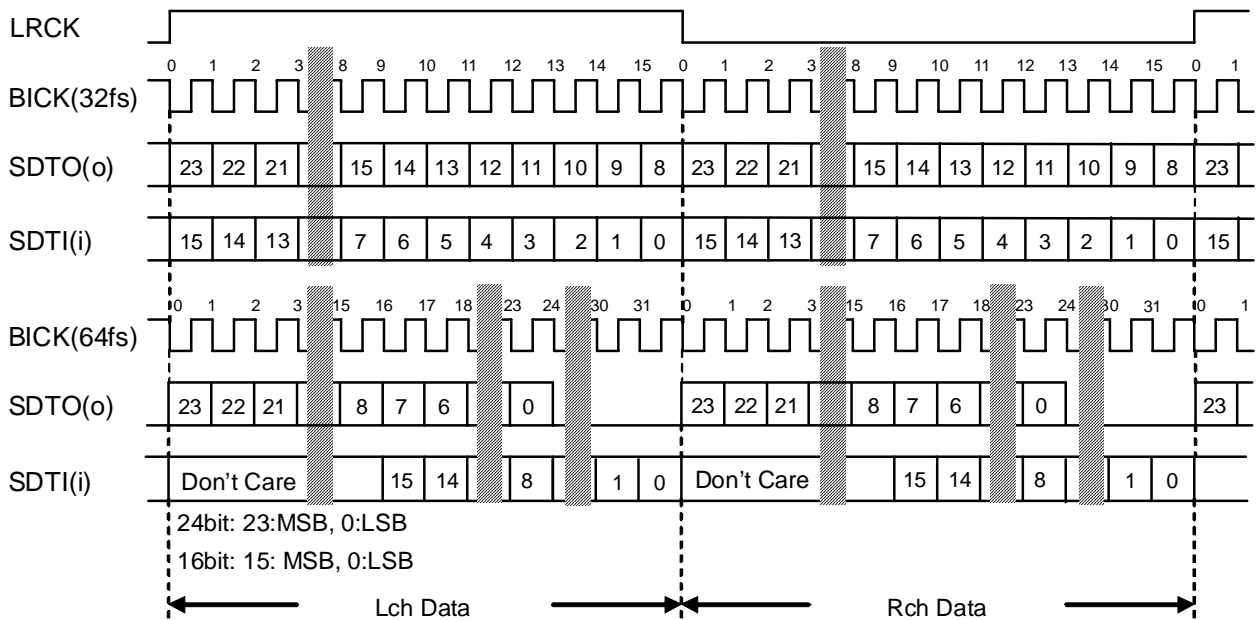 LRCK
0 1 2 3 8 9 10 11 12 13 14 15 0 1 2 3 8 9 10 11 12 13 14 15 0 1
BICK(32fs)
SDTO(o) 23 22 21 15 14 13 12 11 10 9 8 23 22 21 15 14 13 12 11 10 9 8 23
SDTI(i) 15 14 13 7 6 5 4 3 2 1 0 15 14 13 7 6 5 4 3 2 1 0 15
0 1 2 3 15 16 17 18 23 24 30 31 0 1 2 3 15 16 17 18 23 24 30 31 0 1
BICK(64fs)
SDTO(o) 23 22 21 8 7 6 0 23 22 21 8 7 6 0 23
SDTI(i) Don't Care 15 14 8 1 0 Don't Care 15 14 8 1 0
24bit: 23:MSB, 0:LSB
16bit: 15: MSB, 0:LSB
Lch Data Rch Data